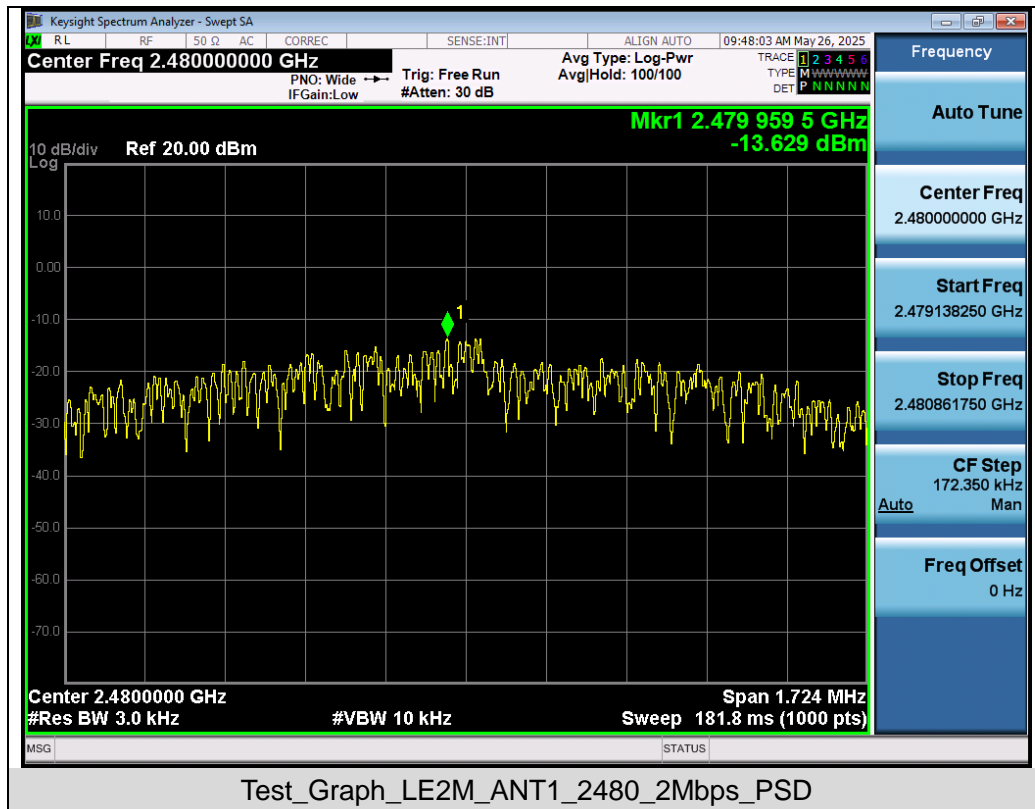 Keysight Spectrum Analyzer - Swept SA
LXI RL RF 50 Ω AC CORREC SENSE:INT ALIGN AUTO 09:48:03 AM May 26, 2025
Center Freq 2.480000000 GHz
PNO: Wide
IFGain:Low
Trig: Free Run
#Atten: 30 dB
Avg Type: Log-Pwr
Avg|Hold: 100/100
TRACE 1 2 3 4 5 6
TYPE M WWWWW
DET P N N N N N
Mkr1 2.479 959 5 GHz
-13.629 dBm
10 dB/div Ref 20.00 dBm
Log
10.0
0.00
-10.0
-20.0
-30.0
-40.0
-50.0
-60.0
-70.0
1
Center 2.4800000 GHz Span 1.724 MHz
#Res BW 3.0 kHz #VBW 10 kHz Sweep 181.8 ms (1000 pts)
MSG STATUS
Frequency
Auto Tune
Center Freq
2.480000000 GHz
Start Freq
2.479138250 GHz
Stop Freq
2.480861750 GHz
CF Step
172.350 kHz
Auto Man
Freq Offset
0 Hz
Test_Graph_LE2M_ANT1_2480_2Mbps_PSD